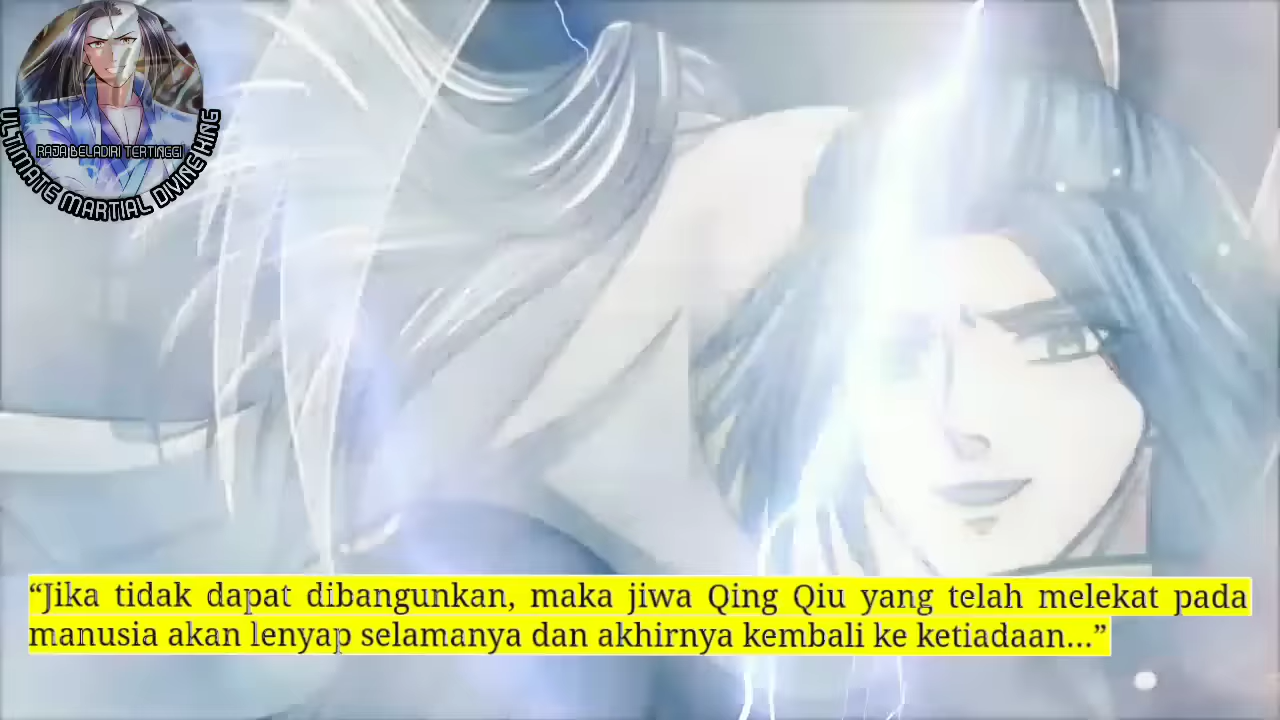 RAJA BELADIRI TERTINGGI
ULTIMATE MARTIAL DIVINE KING
“Jika tidak dapat dibangunkan, maka jiwa Qing Qiu yang telah melekat pada
manusia akan lenyap selamanya dan akhirnya kembali ke ketiadaan...”